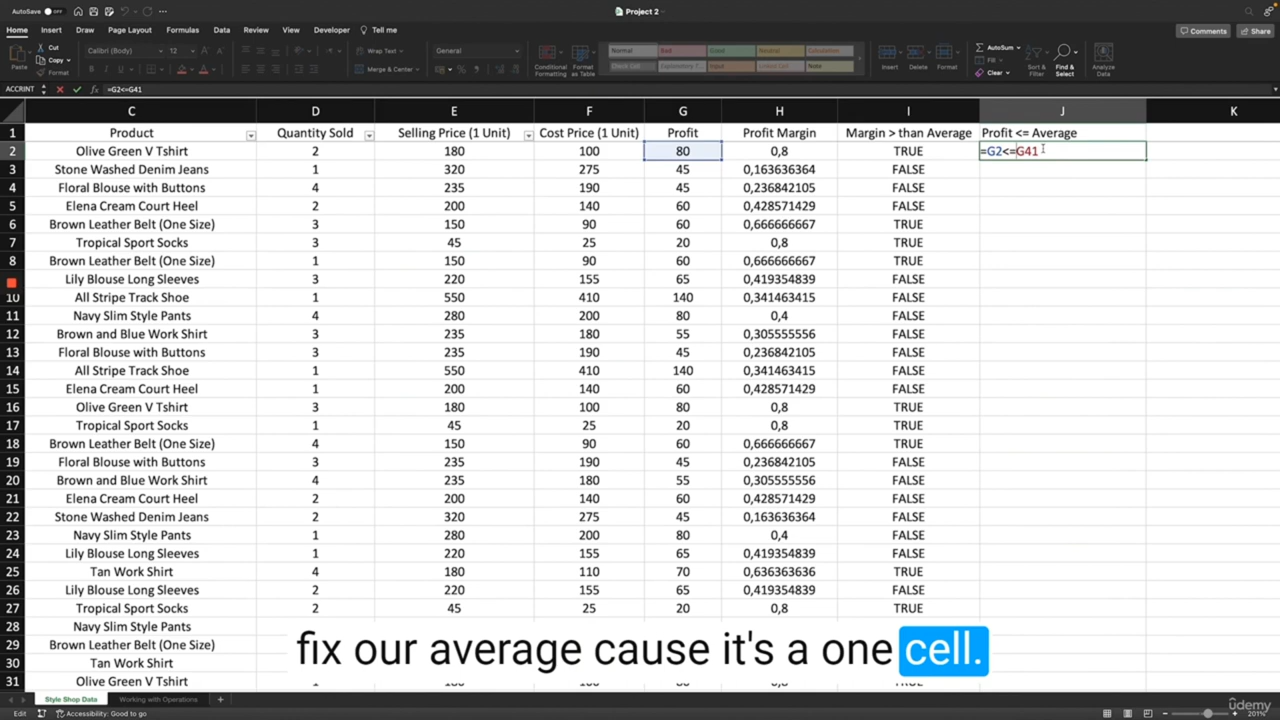 AutoSave OFF Project 2
Home Insert Draw Page Layout Formulas Data Review View Developer Tell me Comments Share
Paste Cut Copy Format Calibri (Body) 12 Wrap Text Merge & Center General Conditional Formatting Format as Table Normal Bad Good Neutral Calculation Check Cell Explanatory T... Input Linked Cell Note Insert Delete Format AutoSum Fill Clear Sort & Filter Find & Select Analyze Data
ACCRINT =G2<=G41
C D E F G H I J K
1 Product Quantity Sold Selling Price (1 Unit) Cost Price (1 Unit) Profit Profit Margin Margin > than Average Profit <= Average
2 Olive Green V Tshirt 2 180 100 80 0,8 TRUE =G2<=G41
3 Stone Washed Denim Jeans 1 320 275 45 0,163636364 FALSE
4 Floral Blouse with Buttons 4 235 190 45 0,236842105 FALSE
5 Elena Cream Court Heel 2 200 140 60 0,428571429 FALSE
6 Brown Leather Belt (One Size) 3 150 90 60 0,666666667 TRUE
7 Tropical Sport Socks 3 45 25 20 0,8 TRUE
8 Brown Leather Belt (One Size) 1 150 90 60 0,666666667 TRUE
Lily Blouse Long Sleeves 3 220 155 65 0,419354839 FALSE
10 All Stripe Track Shoe 1 550 410 140 0,341463415 FALSE
11 Navy Slim Style Pants 4 280 200 80 0,4 FALSE
12 Brown and Blue Work Shirt 3 235 180 55 0,305555556 FALSE
13 Floral Blouse with Buttons 3 235 190 45 0,236842105 FALSE
14 All Stripe Track Shoe 1 550 410 140 0,341463415 FALSE
15 Elena Cream Court Heel 1 200 140 60 0,428571429 FALSE
16 Olive Green V Tshirt 3 180 100 80 0,8 TRUE
17 Tropical Sport Socks 1 45 25 20 0,8 TRUE
18 Brown Leather Belt (One Size) 4 150 90 60 0,666666667 TRUE
19 Floral Blouse with Buttons 3 235 190 45 0,236842105 FALSE
20 Brown and Blue Work Shirt 4 235 180 55 0,305555556 FALSE
21 Elena Cream Court Heel 2 200 140 60 0,428571429 FALSE
22 Stone Washed Denim Jeans 2 320 275 45 0,163636364 FALSE
23 Navy Slim Style Pants 1 280 200 80 0,4 FALSE
24 Lily Blouse Long Sleeves 1 220 155 65 0,419354839 FALSE
25 Tan Work Shirt 4 180 110 70 0,636363636 TRUE
26 Lily Blouse Long Sleeves 2 220 155 65 0,419354839 FALSE
27 Tropical Sport Socks 2 45 25 20 0,8 TRUE
28 Navy Slim Style Pants
29 Brown Leather Belt (One Size)
30 Tan Work Shirt
31 Olive Green V Tshirt
fix our average cause it's a one cell.
Style Shop Data Working with Operations +
Edit Accessibility: Good to go 201%
udemy